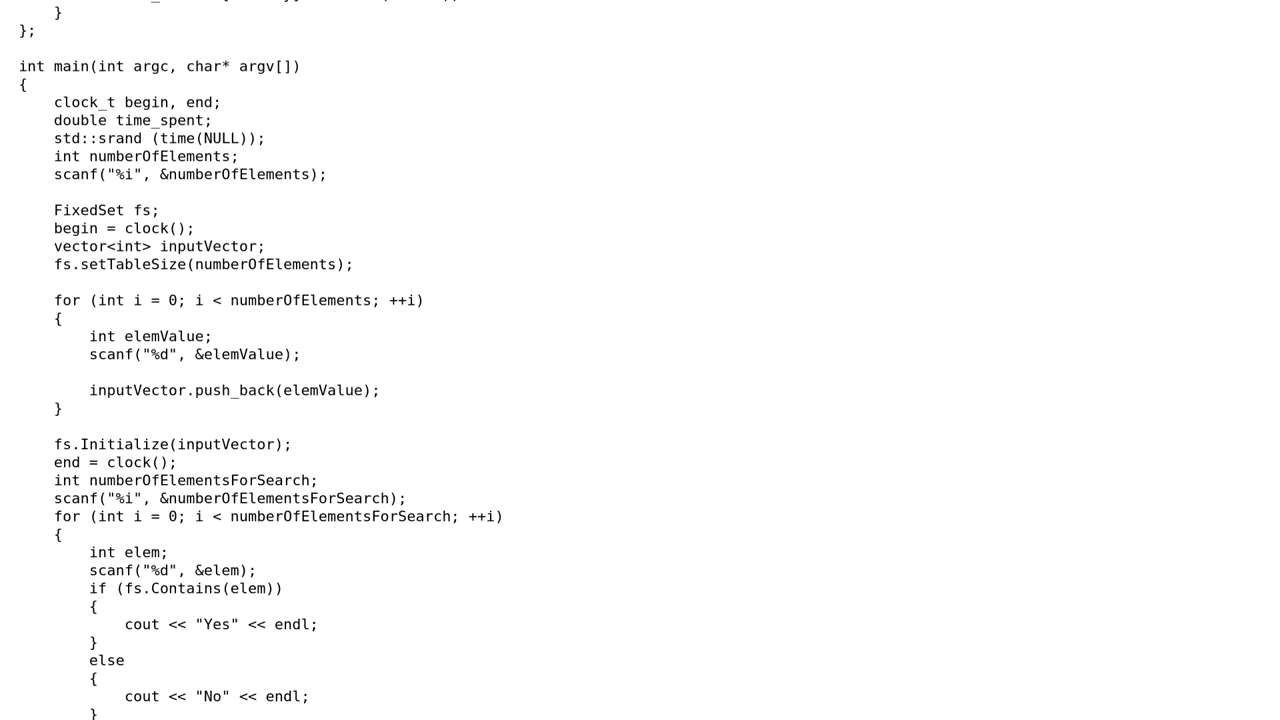 }
};
int main(int argc, char* argv[])
{
clock_t begin, end;
double time_spent;
std::srand (time(NULL));
int numberOfElements;
scanf("%i", &numberOfElements);
FixedSet fs;
begin = clock();
vector<int> inputVector;
fs.setTableSize(numberOfElements);
for (int i = 0; i < numberOfElements; ++i)
{
int elemValue;
scanf("%d", &elemValue);
inputVector.push_back(elemValue);
}
fs.Initialize(inputVector);
end = clock();
int numberOfElementsForSearch;
scanf("%i", &numberOfElementsForSearch);
for (int i = 0; i < numberOfElementsForSearch; ++i)
{
int elem;
scanf("%d", &elem);
if (fs.Contains(elem))
{
cout << "Yes" << endl;
}
else
{
cout << "No" << endl;
}